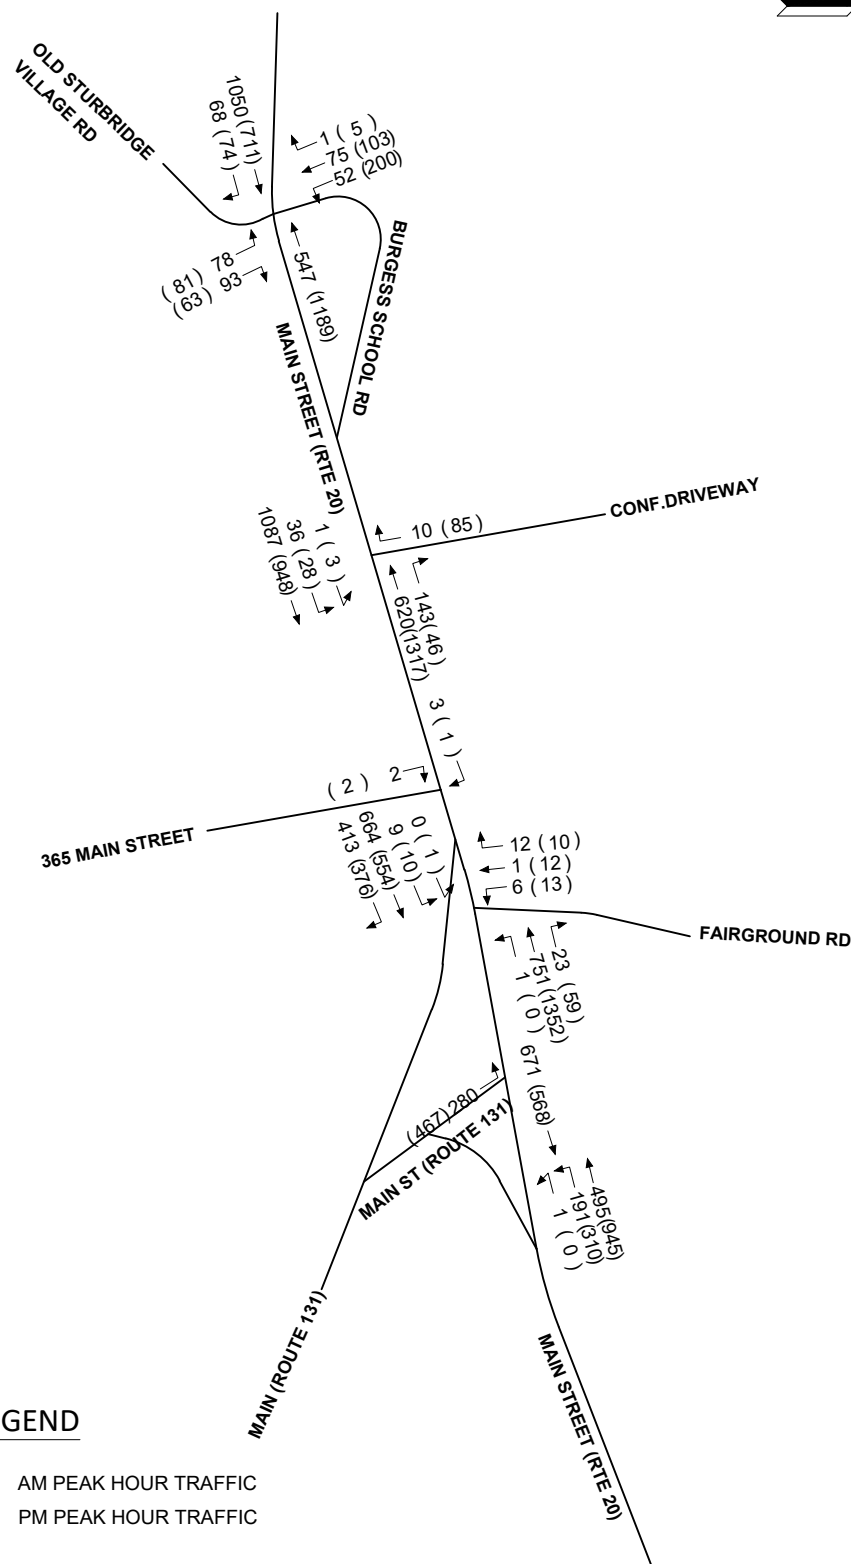 OLD STURBRIDGE
VILLAGE RD
1050 (711)
68 (74)
1 ( 5 )
75 (103)
52 (200)
( 81) 78
(63) 93
547 (1189)
BURGESS SCHOOL RD
MAIN STREET (RTE 20)
1 ( 3 )
36 (28)
1087 (948)
10 (85)
CONF.DRIVEWAY
143(46)
620(1317)
3 ( 1 )
( 2 ) 2
365 MAIN STREET
0 ( 1 )
9 (10)
664 (554)
413 (376)
12 (10)
1 (12)
6 (13)
FAIRGROUND RD
23 (59)
751(1352)
1 ( 0 )
671 (568)
(467)280
MAIN ST (ROUTE 131)
495(945)
191(310)
1 ( 0 )
MAIN (ROUTE 131)
MAIN STREET (RTE 20)
GEND
AM PEAK HOUR TRAFFIC
PM PEAK HOUR TRAFFIC